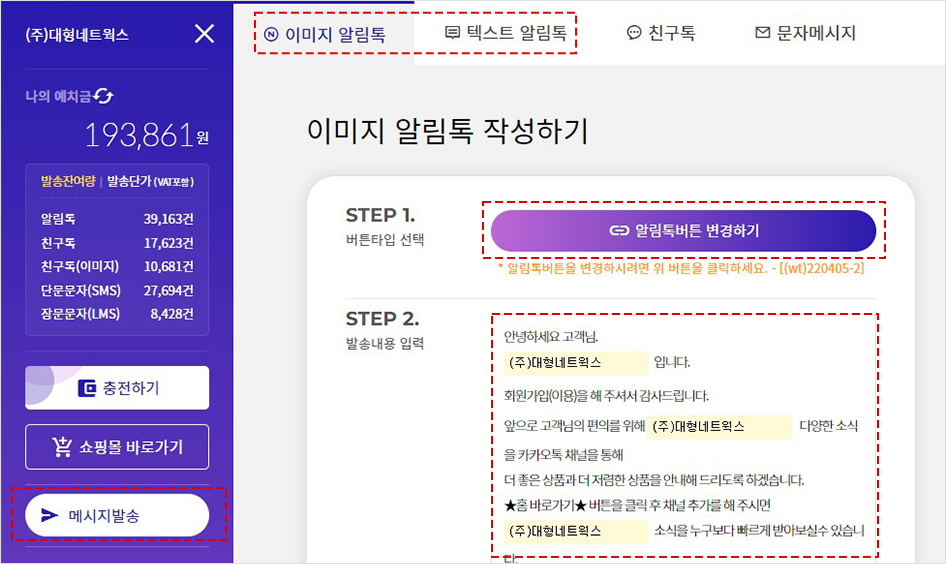 (주)대형네트웍스
나의 예치금
193,861원
발송잔여량 | 발송단가 (VAT포함)
알림톡 39,163건
친구톡 17,623건
친구톡(이미지) 10,681건
단문문자(SMS) 27,694건
장문문자(LMS) 8,428건
충전하기
쇼핑몰 바로가기
메시지발송
이미지 알림톡
텍스트 알림톡
친구톡
문자메시지
이미지 알림톡 작성하기
STEP 1.
버튼타입 선택
알림톡버튼 변경하기
* 알림톡버튼을 변경하시려면 위 버튼을 클릭하세요. - [(wt)220405-2]
STEP 2.
발송내용 입력
안녕하세요 고객님.
(주)대형네트웍스 입니다.
회원가입(이용)을 해 주셔서 감사드립니다.
앞으로 고객님의 편의를 위해 (주)대형네트웍스 다양한 소식
을 카카오톡 채널을 통해
더 좋은 상품과 더 저렴한 상품을 안내해 드리도록 하겠습니다.
★홈 바로가기★ 버튼을 클릭 후 채널 추가를 해 주시면
(주)대형네트웍스 소식을 누구보다 빠르게 받아보실수 있습니
다.